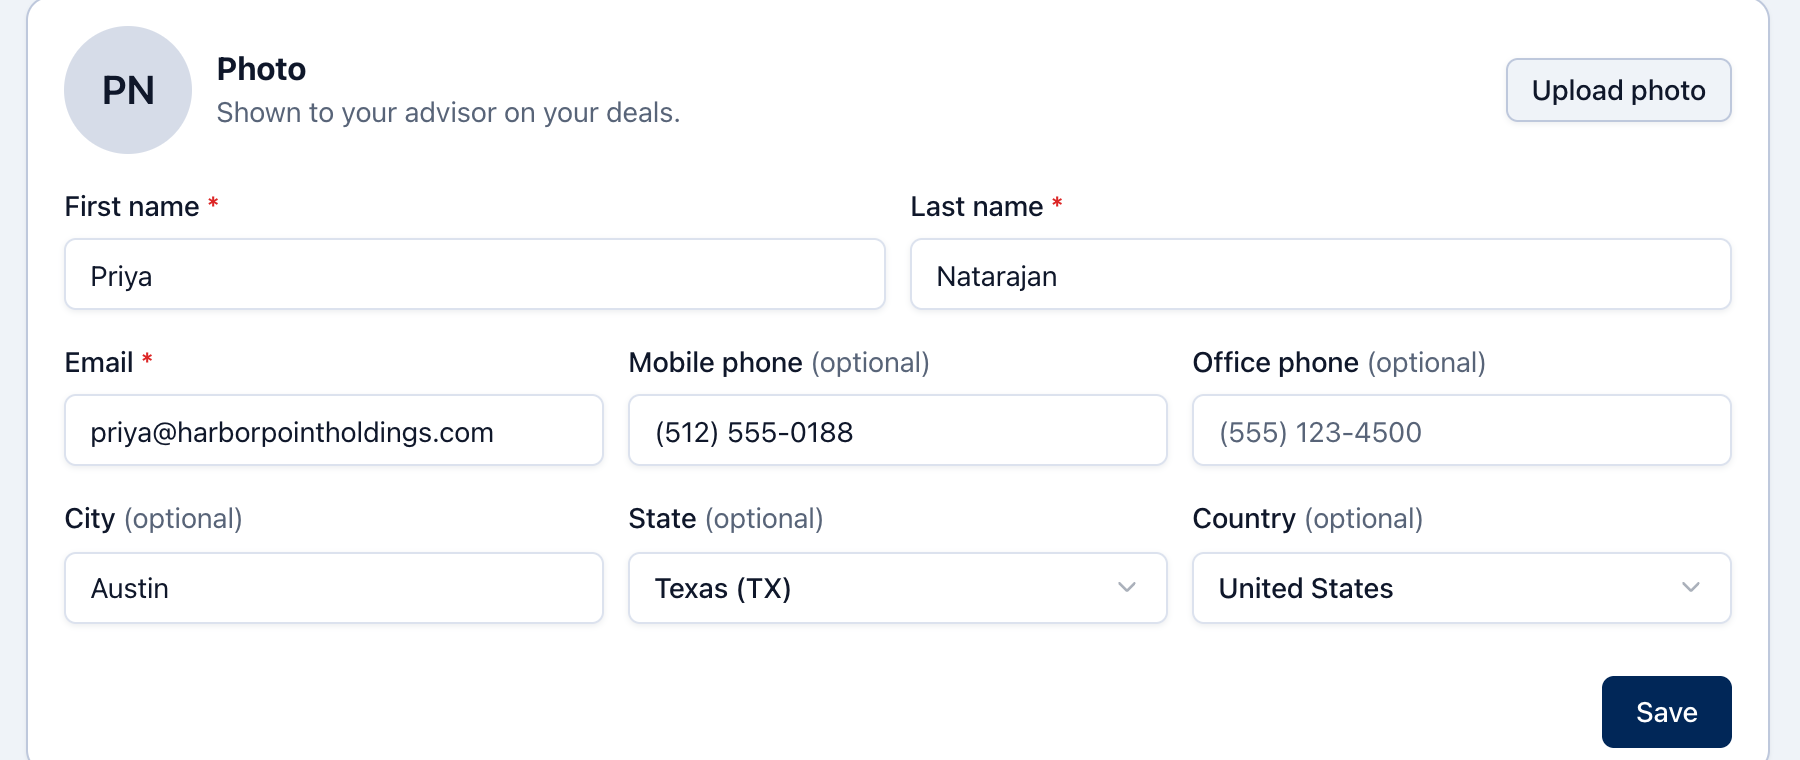 PN
Photo
Shown to your advisor on your deals.
Upload photo
First name *
Last name *
Priya
Natarajan
Email *
Mobile phone (optional)
Office phone (optional)
priya@harborpointholdings.com
(512) 555-0188
(555) 123-4500
City (optional)
State (optional)
Country (optional)
Austin
Texas (TX)
United States
Save